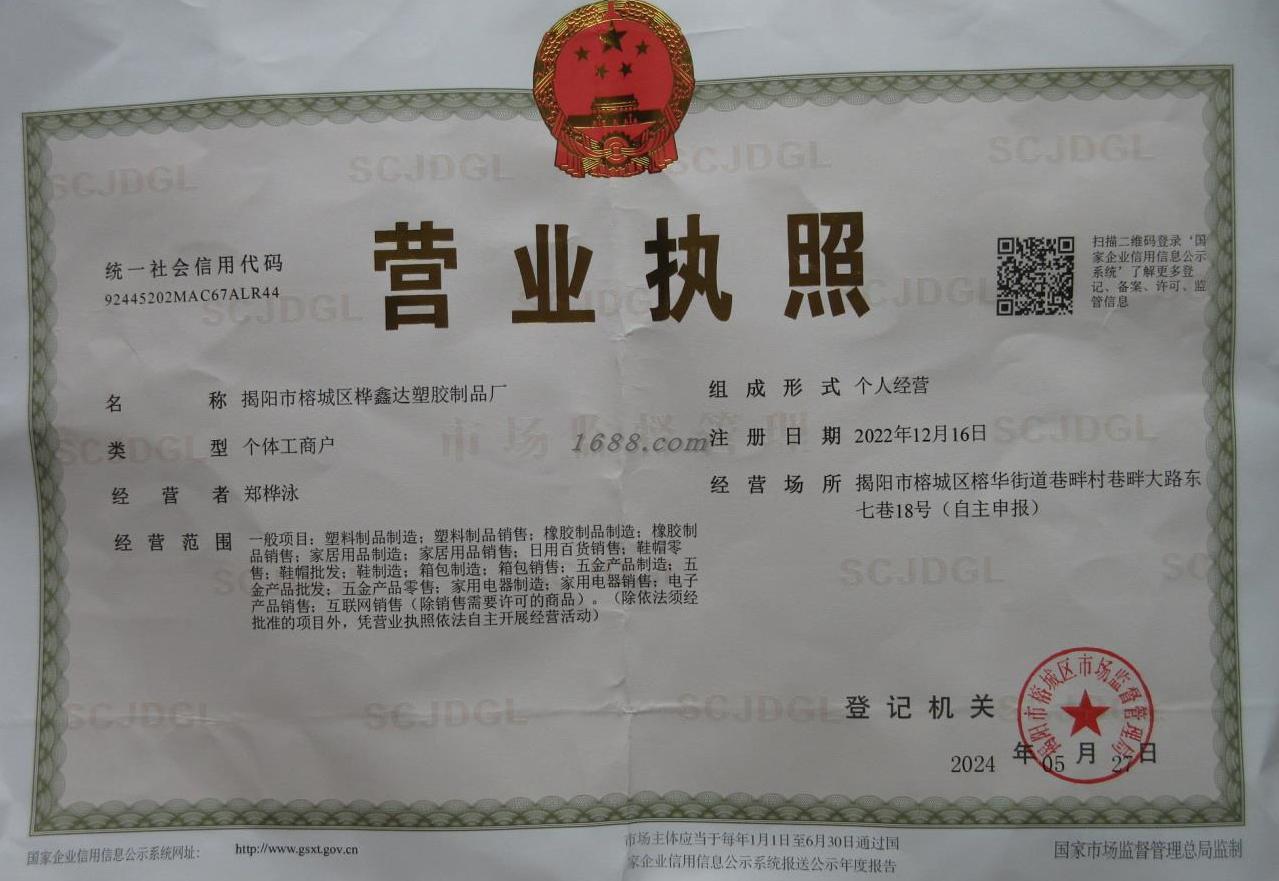 营业执照
统一社会信用代码
92445202MAC67ALR44
扫描二维码登录‘国
家企业信用信息公示
系统’了解更多登
记、备案、许可、监
管信息
名称 揭阳市榕城区桦鑫达塑胶制品厂
类型 个体工商户
经营者 郑桦泳
经营范围 一般项目：塑料制品制造；塑料制品销售；橡胶制品制造；橡胶制
品销售；家居用品制造；家居用品销售；日用百货销售；鞋帽零
售；鞋帽批发；鞋制造；箱包制造；箱包销售；五金产品制造；五
金产品批发；五金产品零售；家用电器制造；家用电器销售；电子
产品销售；互联网销售（除销售需要许可的商品）。（除依法须经
批准的项目外，凭营业执照依法自主开展经营活动）
组成形式 个人经营
注册日期 2022年12月16日
经营场所 揭阳市榕城区榕华街道巷畔村巷畔大路东
七巷18号（自主申报）
1688.com
市场监督管理
SCJDGL
登记机关
揭阳市榕城区市场监督管理局
2024年05月27日
国家企业信用信息公示系统网址：
http://www.gsxt.gov.cn
市场主体应当于每年1月1日至6月30日通过国
家企业信用信息公示系统报送公示年度报告
国家市场监督管理总局监制